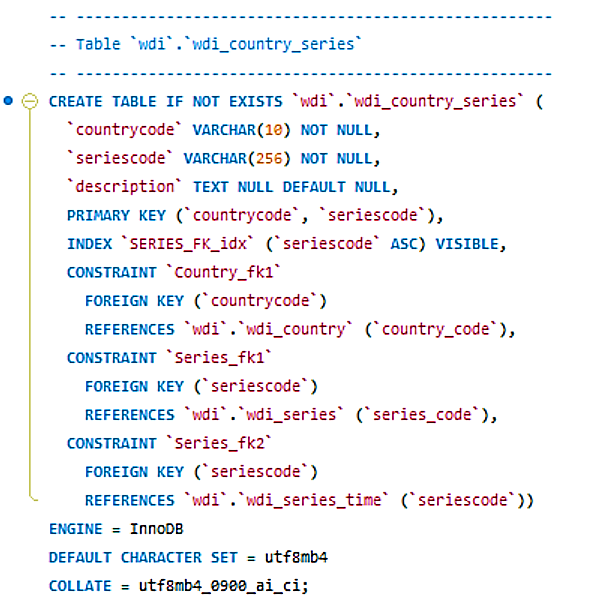 -- -----------------------------------------------------
-- Table `wdi`.`wdi_country_series`
-- -----------------------------------------------------
CREATE TABLE IF NOT EXISTS `wdi`.`wdi_country_series` (
  `countrycode` VARCHAR(10) NOT NULL,
  `seriescode` VARCHAR(256) NOT NULL,
  `description` TEXT NULL DEFAULT NULL,
  PRIMARY KEY (`countrycode`, `seriescode`),
  INDEX `SERIES_FK_idx` (`seriescode` ASC) VISIBLE,
  CONSTRAINT `Country_fk1`
    FOREIGN KEY (`countrycode`)
    REFERENCES `wdi`.`wdi_country` (`country_code`),
  CONSTRAINT `Series_fk1`
    FOREIGN KEY (`seriescode`)
    REFERENCES `wdi`.`wdi_series` (`series_code`),
  CONSTRAINT `Series_fk2`
    FOREIGN KEY (`seriescode`)
    REFERENCES `wdi`.`wdi_series_time` (`seriescode`))
ENGINE = InnoDB
DEFAULT CHARACTER SET = utf8mb4
COLLATE = utf8mb4_0900_ai_ci;